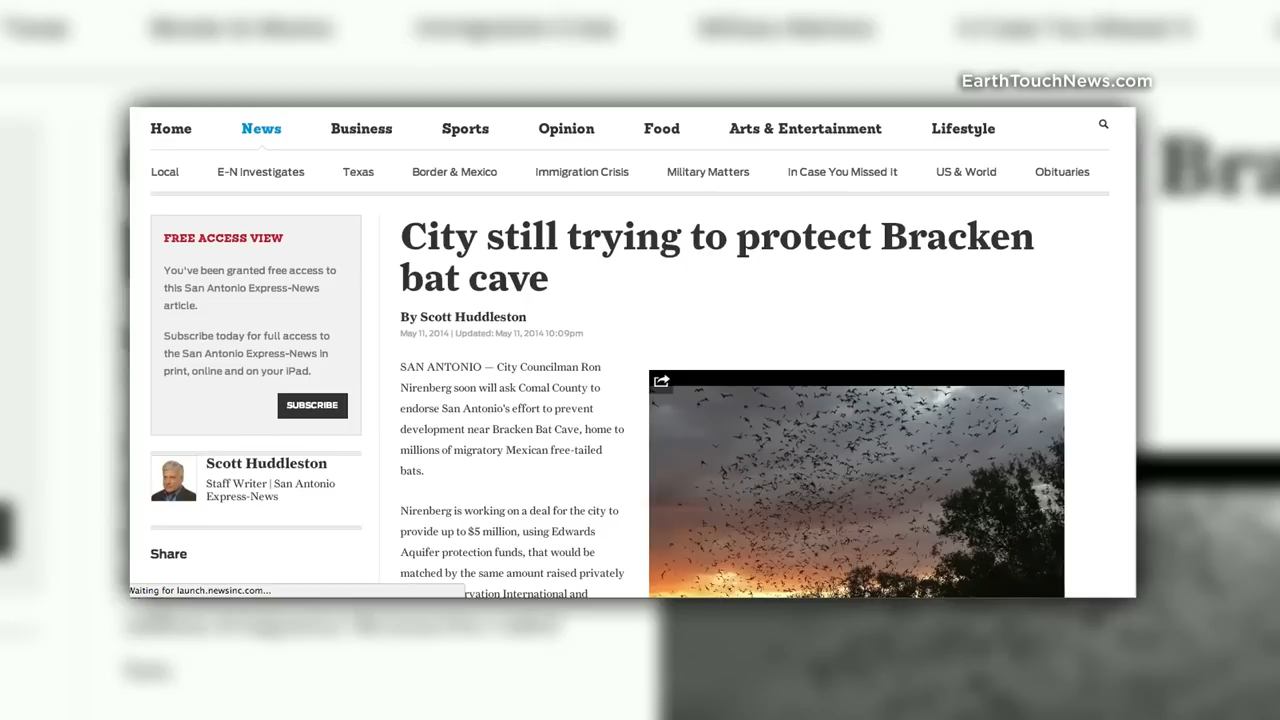 EarthTouchNews.com
Home News Business Sports Opinion Food Arts & Entertainment Lifestyle
Local E-N Investigates Texas Border & Mexico Immigration Crisis Military Matters In Case You Missed It US & World Obituaries
FREE ACCESS VIEW
You've been granted free access to
this San Antonio Express-News
article.
Subscribe today for full access to
the San Antonio Express-News in
print, online and on your iPad.
SUBSCRIBE
Scott Huddleston
Staff Writer | San Antonio
Express-News
Share
City still trying to protect Bracken
bat cave
By Scott Huddleston
May 11, 2014 | Updated: May 11, 2014 10:09pm
SAN ANTONIO — City Councilman Ron
Nirenberg soon will ask Comal County to
endorse San Antonio's effort to prevent
development near Bracken Bat Cave, home to
millions of migratory Mexican free-tailed
bats.
Nirenberg is working on a deal for the city to
provide up to $5 million, using Edwards
Aquifer protection funds, that would be
matched by the same amount raised privately
International and
Waiting for launch.newsinc.com...